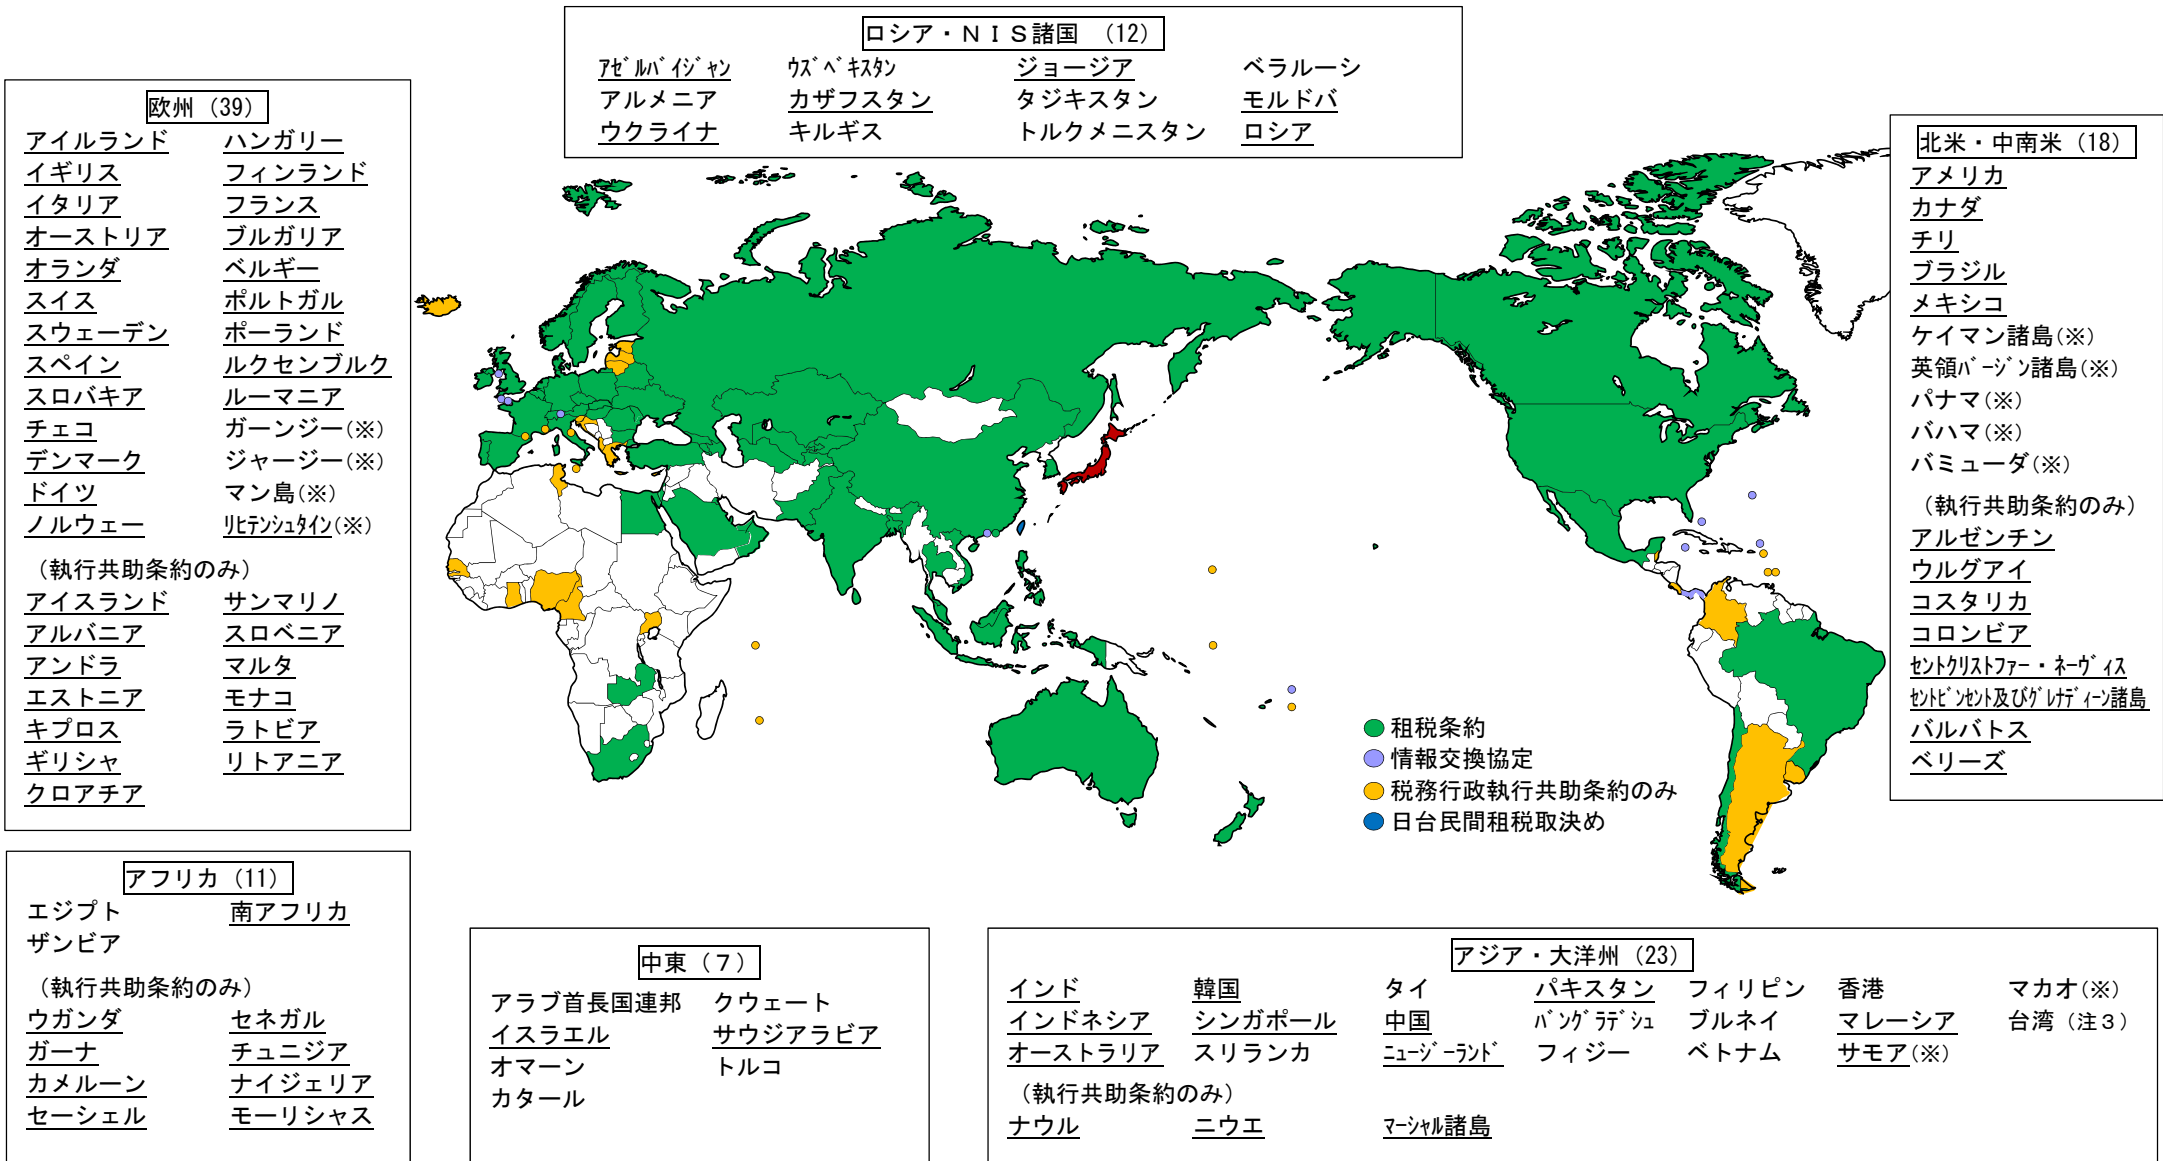 ロシア・ＮＩＳ諸国 (12)
ｱｾﾞﾙﾊﾞｲｼﾞｬﾝ ｳｽﾞﾍﾞｷｽﾀﾝ ジョージア ベラルーシ
アルメニア カザフスタン タジキスタン モルドバ
ウクライナ キルギス トルクメニスタン ロシア
欧州（39）
アイルランド ハンガリー
イギリス フィンランド
イタリア フランス
オーストリア ブルガリア
オランダ ベルギー
スイス ポルトガル
スウェーデン ポーランド
スペイン ルクセンブルク
スロバキア ルーマニア
チェコ ガーンジー(※)
デンマーク ジャージー(※)
ドイツ マン島(※)
ノルウェー ﾘﾋﾃﾝｼｭﾀｲﾝ(※)
（執行共助条約のみ）
アイスランド サンマリノ
アルバニア スロベニア
アンドラ マルタ
エストニア モナコ
キプロス ラトビア
ギリシャ リトアニア
クロアチア
北米・中南米（18）
アメリカ
カナダ
チリ
ブラジル
メキシコ
ケイマン諸島(※)
英領ﾊﾞｰｼﾞﾝ諸島(※)
パナマ(※)
バハマ(※)
バミューダ(※)
（執行共助条約のみ）
アルゼンチン
ウルグアイ
コスタリカ
コロンビア
ｾﾝﾄｸﾘｽﾄﾌｧｰ・ﾈｰｳﾞｨｽ
ｾﾝﾄﾋﾞﾝｾﾝﾄ及びｸﾞﾚﾅﾃﾞｨｰﾝ諸島
バルバトス
ベリーズ
租税条約
情報交換協定
税務行政執行共助条約のみ
日台民間租税取決め
アフリカ（11）
エジプト 南アフリカ
ザンビア
（執行共助条約のみ）
ウガンダ セネガル
ガーナ チュニジア
カメルーン ナイジェリア
セーシェル モーリシャス
中東（７）
アラブ首長国連邦 クウェート
イスラエル サウジアラビア
オマーン トルコ
カタール
アジア・大洋州（23）
インド 韓国 タイ パキスタン フィリピン 香港 マカオ(※)
インドネシア シンガポール 中国 ﾊﾞﾝｸﾞﾗﾃﾞｼｭ ブルネイ マレーシア 台湾（注３）
オーストラリア スリランカ ﾆｭｰｼﾞｰﾗﾝﾄﾞ フィジー ベトナム サモア(※)
（執行共助条約のみ）
ナウル ニウエ ﾏｰｼｬﾙ諸島